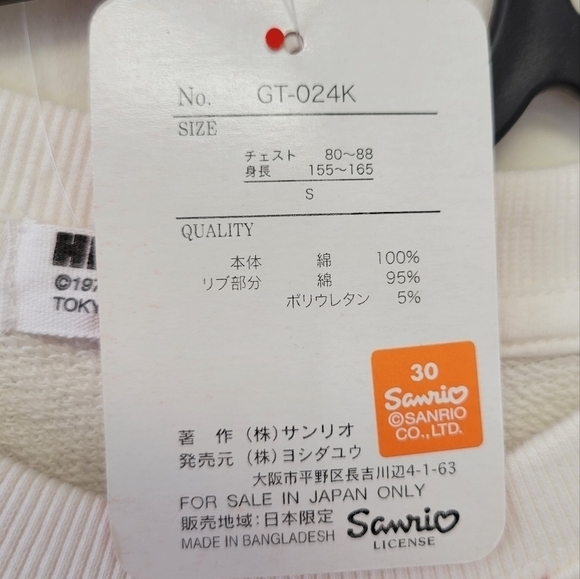 No. GT-024K
SIZE
チェスト 80〜88
身長 155〜165
S
QUALITY
本体 綿 100%
リブ部分 綿 95%
ポリウレタン 5%
30
Sanrio
©SANRIO
CO., LTD.
著 作 (株)サンリオ
発売元 (株)ヨシダユウ
大阪市平野区長吉川辺4-1-63
FOR SALE IN JAPAN ONLY
販売地域:日本限定
MADE IN BANGLADESH
Sanrio
LICENSE
©197
TOKY